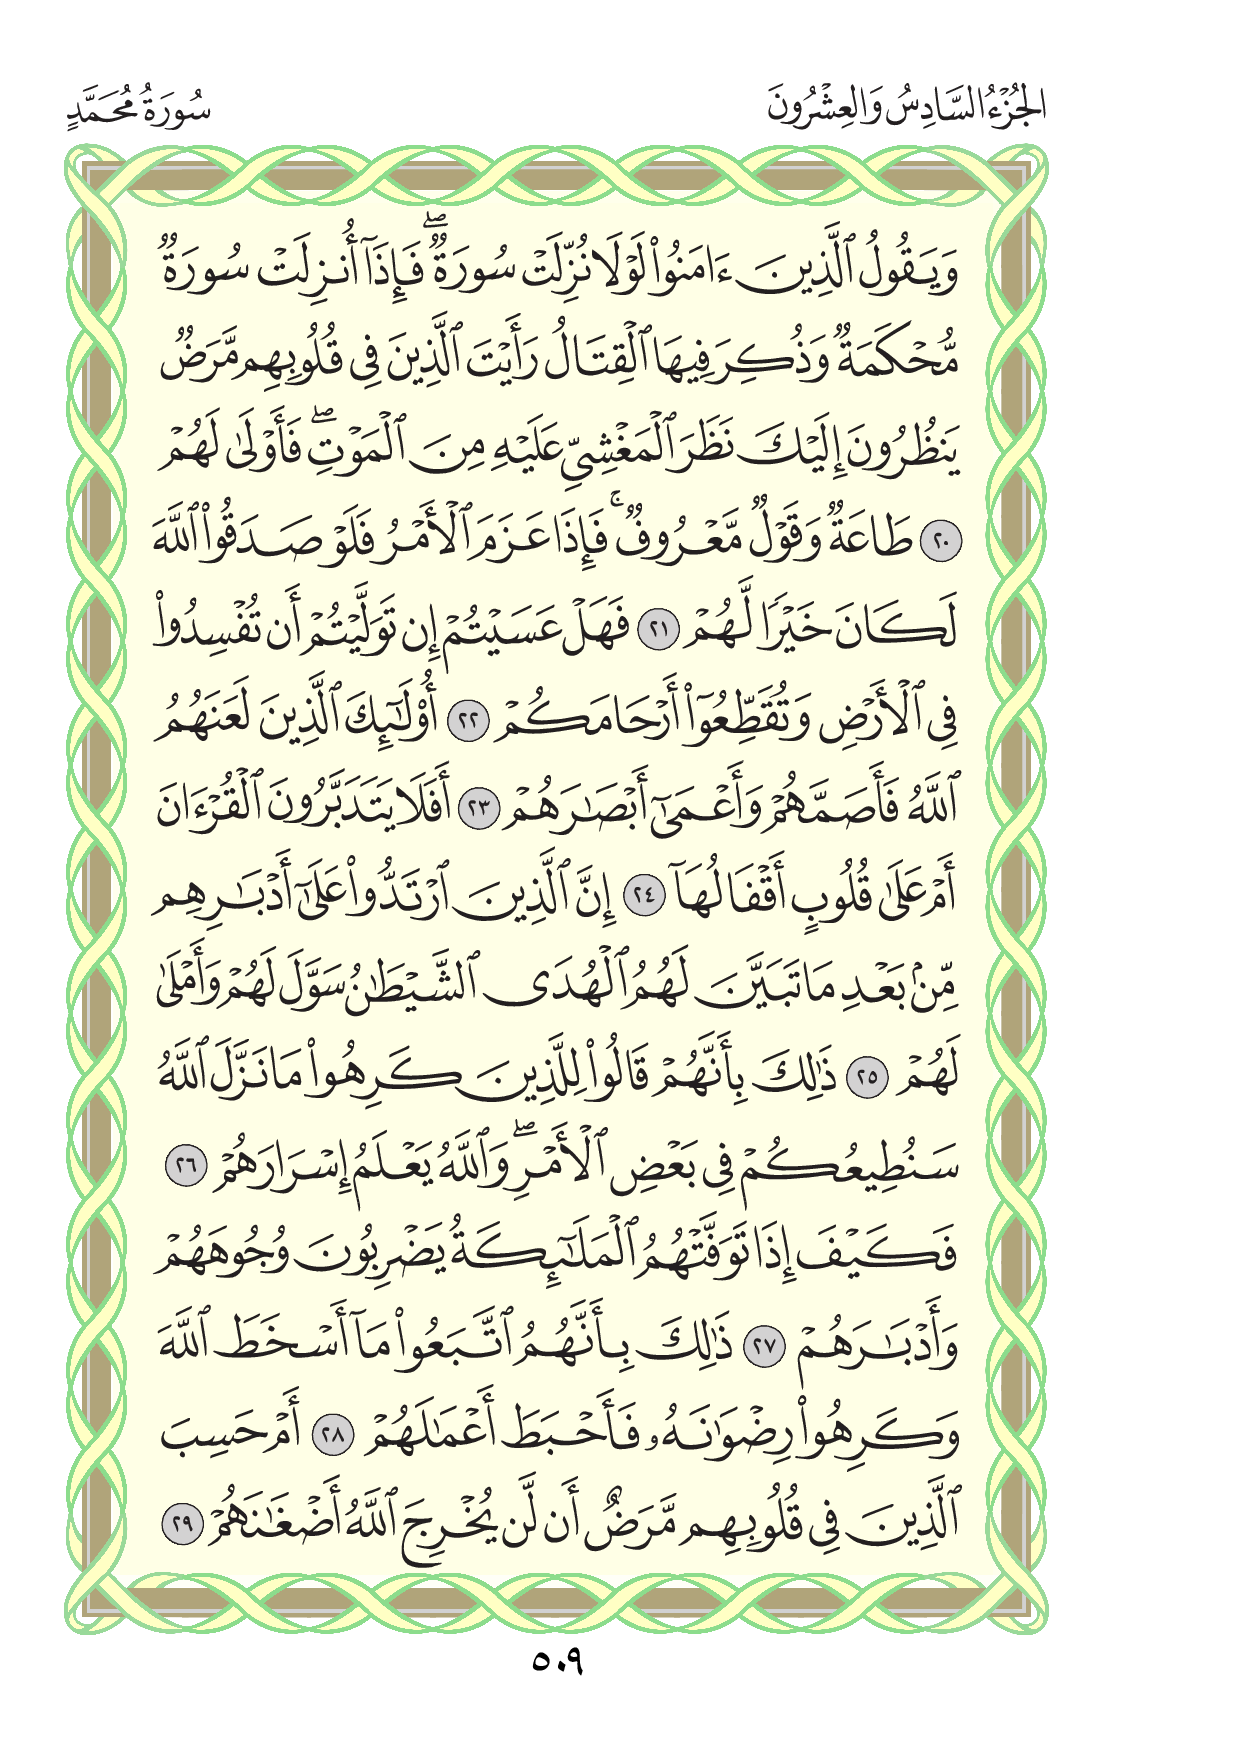 الجُزْءُ السَّادِسُ وَالعِشْرُونَ
سُورَةُ مُحَمَّدٍ
وَيَقُولُ ٱلَّذِينَ ءَامَنُواْ لَوْلَا نُزِّلَتْ سُورَةٌۖ فَإِذَآ أُنزِلَتْ سُورَةٌ
مُّحْكَمَةٌ وَذُكِرَ فِيهَا ٱلْقِتَالُ رَأَيْتَ ٱلَّذِينَ فِى قُلُوبِهِم مَّرَضٌ
يَنظُرُونَ إِلَيْكَ نَظَرَ ٱلْمَغْشِىِّ عَلَيْهِ مِنَ ٱلْمَوْتِۖ فَأَوْلَىٰ لَهُمْ
٢٠ طَاعَةٌ وَقَوْلٌ مَّعْرُوفٌۚ فَإِذَا عَزَمَ ٱلْأَمْرُ فَلَوْ صَدَقُواْ ٱللَّهَ
لَكَانَ خَيْرًا لَّهُمْ ٢١ فَهَلْ عَسَيْتُمْ إِن تَوَلَّيْتُمْ أَن تُفْسِدُواْ
فِى ٱلْأَرْضِ وَتُقَطِّعُوٓاْ أَرْحَامَكُمْ ٢٢ أُوْلَٰٓئِكَ ٱلَّذِينَ لَعَنَهُمُ
ٱللَّهُ فَأَصَمَّهُمْ وَأَعْمَىٰٓ أَبْصَٰرَهُمْ ٢٣ أَفَلَا يَتَدَبَّرُونَ ٱلْقُرْءَانَ
أَمْ عَلَىٰ قُلُوبٍ أَقْفَالُهَآ ٢٤ إِنَّ ٱلَّذِينَ ٱرْتَدُّواْ عَلَىٰٓ أَدْبَٰرِهِم
مِّنۢ بَعْدِ مَا تَبَيَّنَ لَهُمُ ٱلْهُدَى ٱلشَّيْطَٰنُ سَوَّلَ لَهُمْ وَأَمْلَىٰ
لَهُمْ ٢٥ ذَٰلِكَ بِأَنَّهُمْ قَالُواْ لِلَّذِينَ كَرِهُواْ مَا نَزَّلَ ٱللَّهُ
سَنُطِيعُكُمْ فِى بَعْضِ ٱلْأَمْرِۖ وَٱللَّهُ يَعْلَمُ إِسْرَارَهُمْ ٢٦
فَكَيْفَ إِذَا تَوَفَّتْهُمُ ٱلْمَلَٰٓئِكَةُ يَضْرِبُونَ وُجُوهَهُمْ
وَأَدْبَٰرَهُمْ ٢٧ ذَٰلِكَ بِأَنَّهُمُ ٱتَّبَعُواْ مَآ أَسْخَطَ ٱللَّهَ
وَكَرِهُواْ رِضْوَٰنَهُۥ فَأَحْبَطَ أَعْمَٰلَهُمْ ٢٨ أَمْ حَسِبَ
ٱلَّذِينَ فِى قُلُوبِهِم مَّرَضٌ أَن لَّن يُخْرِجَ ٱللَّهُ أَضْغَٰنَهُمْ ٢٩
٥٠٩